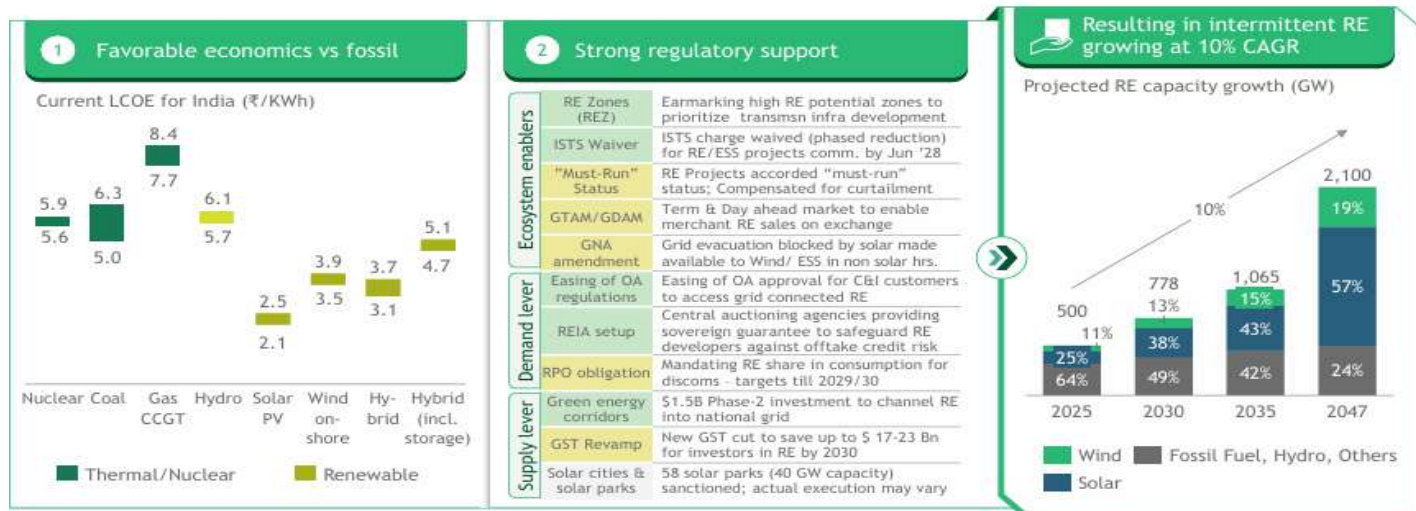 1 Favorable economics vs fossil
Current LCOE for India (₹/KWh)
8.4
7.7
5.9
5.6
6.3
5.0
6.1
5.7
2.5
2.1
3.9
3.5
3.7
3.1
5.1
4.7
Nuclear Coal Gas Hydro Solar Wind Hy- Hybrid
CCGT PV on- brid (incl.
shore storage)
Thermal/Nuclear Renewable
2 Strong regulatory support
Ecosystem enablers
RE Zones Earmarking high RE potential zones to
(REZ) prioritize transmsn infra development
ISTS Waiver ISTS charge waived (phased reduction)
for RE/ESS projects comm. by Jun '28
"Must-Run" RE Projects accorded "must-run"
Status status; Compensated for curtailment
GTAM/GDAM Term & Day ahead market to enable
merchant RE sales on exchange
GNA Grid evacuation blocked by solar made
amendment available to Wind/ ESS in non solar hrs.
Demand lever
Easing of OA Easing of OA approval for C&I customers
regulations to access grid connected RE
REIA setup Central auctioning agencies providing
sovereign guarantee to safeguard RE
developers against offtake credit risk
RPO obligation Mandating RE share in consumption for
discoms - targets till 2029/30
Supply lever
Green energy $1.5B Phase-2 investment to channel RE
corridors into national grid
GST Revamp New GST cut to save up to $ 17-23 Bn
for investors in RE by 2030
Solar cities & 58 solar parks (40 GW capacity)
solar parks sanctioned; actual execution may vary
Resulting in intermittent RE
growing at 10% CAGR
Projected RE capacity growth (GW)
10%
500
11%
25%
64%
778
13%
38%
49%
1,065
15%
43%
42%
2,100
19%
57%
24%
2025 2030 2035 2047
Wind Fossil Fuel, Hydro, Others
Solar